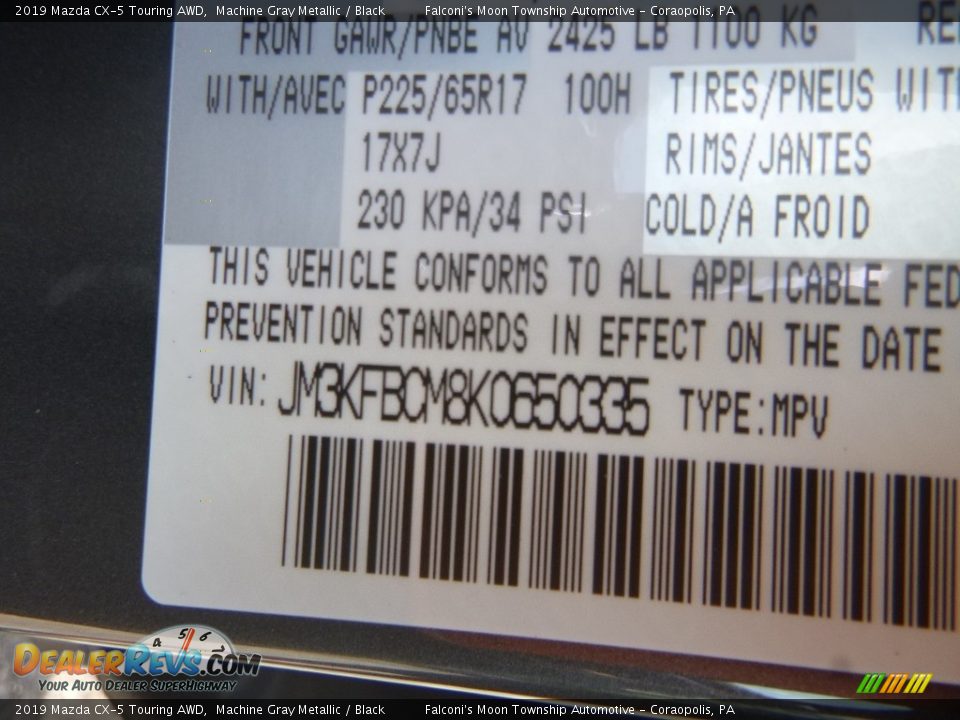 2019 Mazda CX-5 Touring AWD, Machine Gray Metallic / Black Falconi's Moon Township Automotive - Coraopolis, PA
FRONT GAWR/PNBE AV 2425 LB 1100 KG
WITH/AVEC P225/65R17 100H TIRES/PNEUS WITH
17X7J RIMS/JANTES
230 KPA/34 PSI COLD/A FROID
THIS VEHICLE CONFORMS TO ALL APPLICABLE FED
PREVENTION STANDARDS IN EFFECT ON THE DATE
VIN: JM3KFBCM8K0650335 TYPE:MPV
4 5 6
DEALERREVS.COM
YOUR AUTO DEALER SUPERHIGHWAY
2019 Mazda CX-5 Touring AWD, Machine Gray Metallic / Black Falconi's Moon Township Automotive - Coraopolis, PA